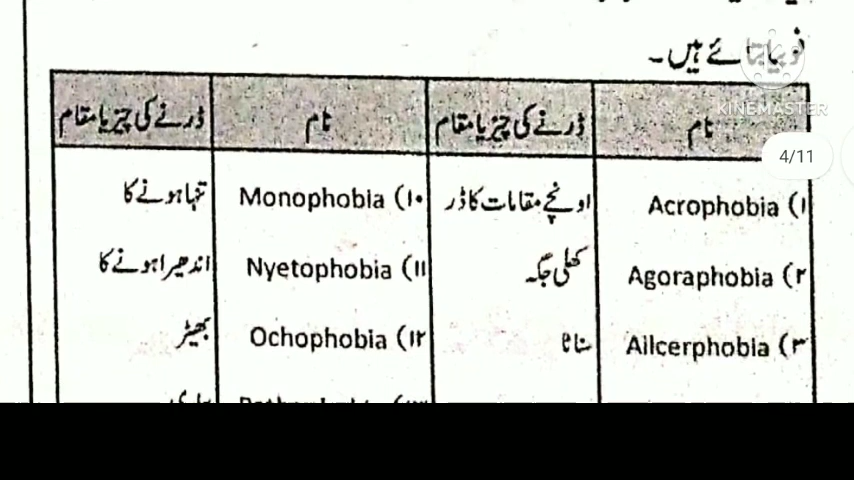 فوبیا بتائے ہیں۔
KINEMASTER
نام ڈرنے کی چیز یا مقام نام ڈرنے کی چیز یا مقام
4/11
۱) Acrophobia اونچے مقامات کا ڈر ۱۰) Monophobia تنہا ہونے کا
۲) Agoraphobia کھلی جگہ ۱۱) Nyetophobia اندھیرا ہونے کا
۳) Ailcerphobia سناٹا ۱۲) Ochophobia بھیڑ